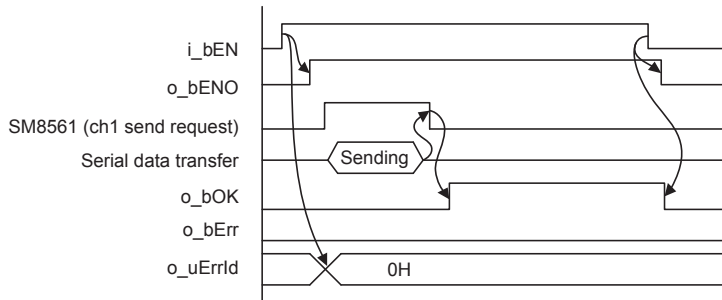 i_bEN
o_bENO
SM8561 (ch1 send request)
Serial data transfer
Sending
o_bOK
o_bErr
o_uErrId
0H